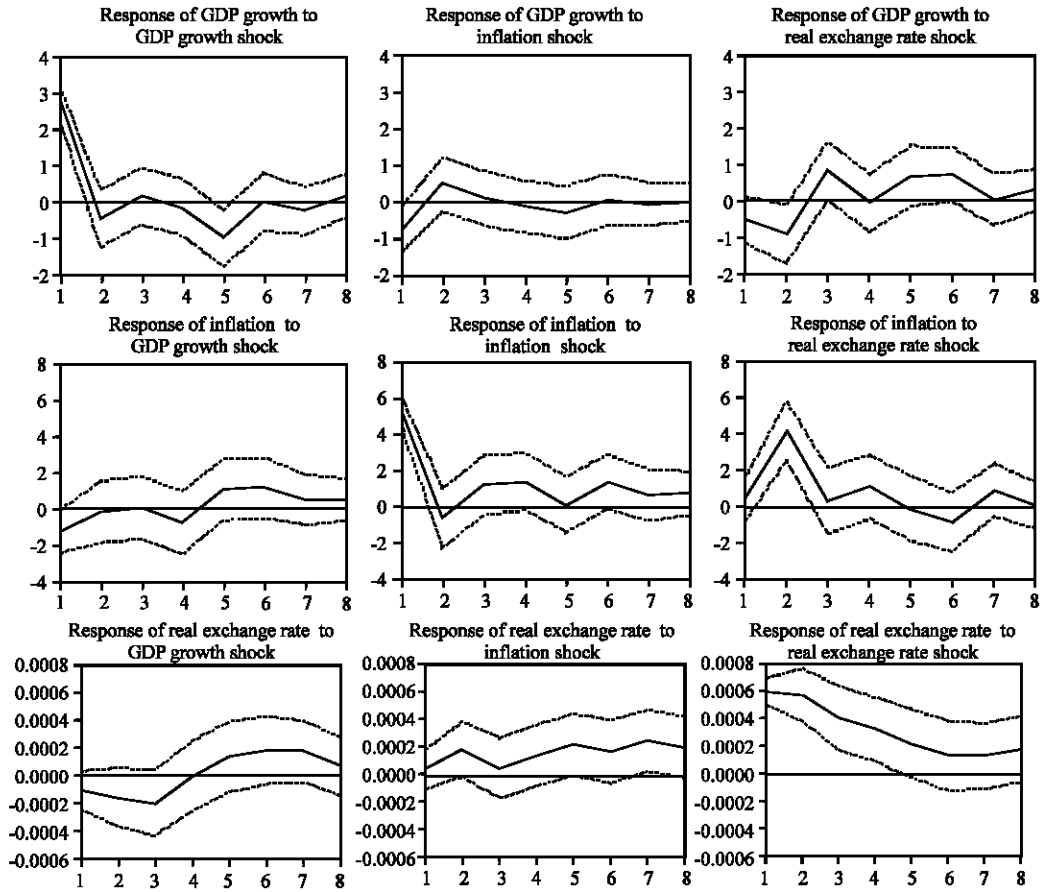 Response of GDP growth to
GDP growth shock
4
3
2
1
0
-1
-2
1 2 3 4 5 6 7 8
Response of GDP growth to
inflation shock
4
3
2
1
0
-1
-2
1 2 3 4 5 6 7 8
Response of GDP growth to
real exchange rate shock
4
3
2
1
0
-1
-2
1 2 3 4 5 6 7 8
Response of inflation to
GDP growth shock
8
6
4
2
0
-2
-4
1 2 3 4 5 6 7 8
Response of inflation to
inflation shock
8
6
4
2
0
-2
-4
1 2 3 4 5 6 7 8
Response of inflation to
real exchange rate shock
8
6
4
2
0
-2
-4
1 2 3 4 5 6 7 8
Response of real exchange rate to
GDP growth shock
0.0008
0.0006
0.0004
0.0002
0.0000
-0.0002
-0.0004
-0.0006
1 2 3 4 5 6 7 8
Response of real exchange rate to
inflation shock
0.0008
0.0006
0.0004
0.0002
0.0000
-0.0002
-0.0004
-0.0006
1 2 3 4 5 6 7 8
Response of real exchange rate to
real exchange rate shock
0.0008
0.0006
0.0004
0.0002
0.0000
-0.0002
-0.0004
0.0006
1 2 3 4 5 6 7 8